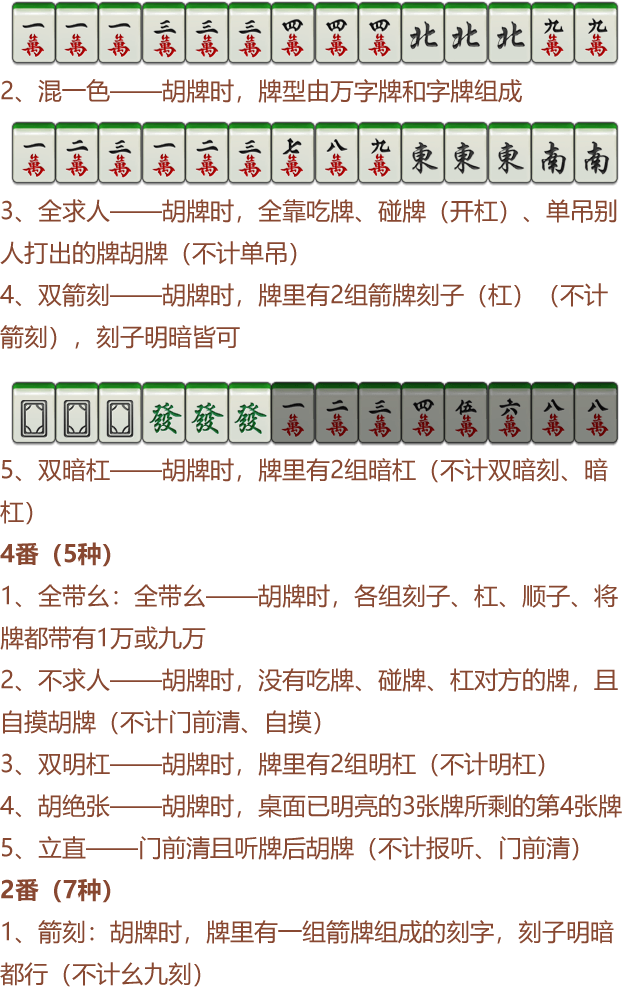 一萬 一萬 一萬 三萬 三萬 三萬 四萬 四萬 四萬 北 北 北 九萬 九萬
2、混一色——胡牌时，牌型由万字牌和字牌组成
一萬 二萬 三萬 一萬 二萬 三萬 七萬 八萬 九萬 東 東 東 南 南
3、全求人——胡牌时，全靠吃牌、碰牌（开杠）、单吊别
人打出的牌胡牌（不计单吊）
4、双箭刻——胡牌时，牌里有2组箭牌刻子（杠）（不计
箭刻），刻子明暗皆可
發 發 發 一萬 二萬 三萬 四萬 伍萬 六萬 八萬 八萬
5、双暗杠——胡牌时，牌里有2组暗杠（不计双暗刻、暗
杠）
4番（5种）
1、全带幺：全带幺——胡牌时，各组刻子、杠、顺子、将
牌都带有1万或九万
2、不求人——胡牌时，没有吃牌、碰牌、杠对方的牌，且
自摸胡牌（不计门前清、自摸）
3、双明杠——胡牌时，牌里有2组明杠（不计明杠）
4、胡绝张——胡牌时，桌面已明亮的3张牌所剩的第4张牌
5、立直——门前清且听牌后胡牌（不计报听、门前清）
2番（7种）
1、箭刻：胡牌时，牌里有一组箭牌组成的刻字，刻子明暗
都行（不计幺九刻）